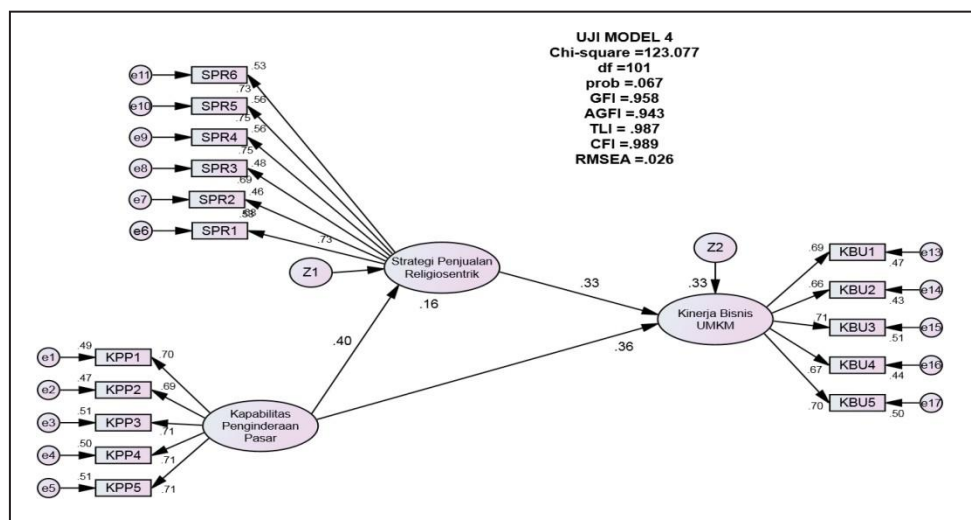 UJI MODEL 4
Chi-square =123.077
df =101
prob =.067
GFI =.958
AGFI =.943
TLI =.987
CFI =.989
RMSEA =.026
e11 SPR6 .53
.73
e10 SPR5 .56
.75
e9 SPR4 .56
.75
e8 SPR3 .48
.69
e7 SPR2 .46
e6 SPR1 .53
.73
Z1
Strategi Penjualan
Religiosentrik
.16
Z2
.33
.33
Kinerja Bisnis
UMKM
.40
.36
.69 KBU1 e13
.47
.66 KBU2 e14
.43
.71 KBU3 e15
.51
.67 KBU4 e16
.44
.70 KBU5 e17
.50
e1 .49 KPP1 .70
e2 .47 KPP2 .69
e3 .51 KPP3 .71
e4 .50 KPP4 .71
e5 .51 KPP5 .71
Kapabilitas
Penginderaan
Pasar